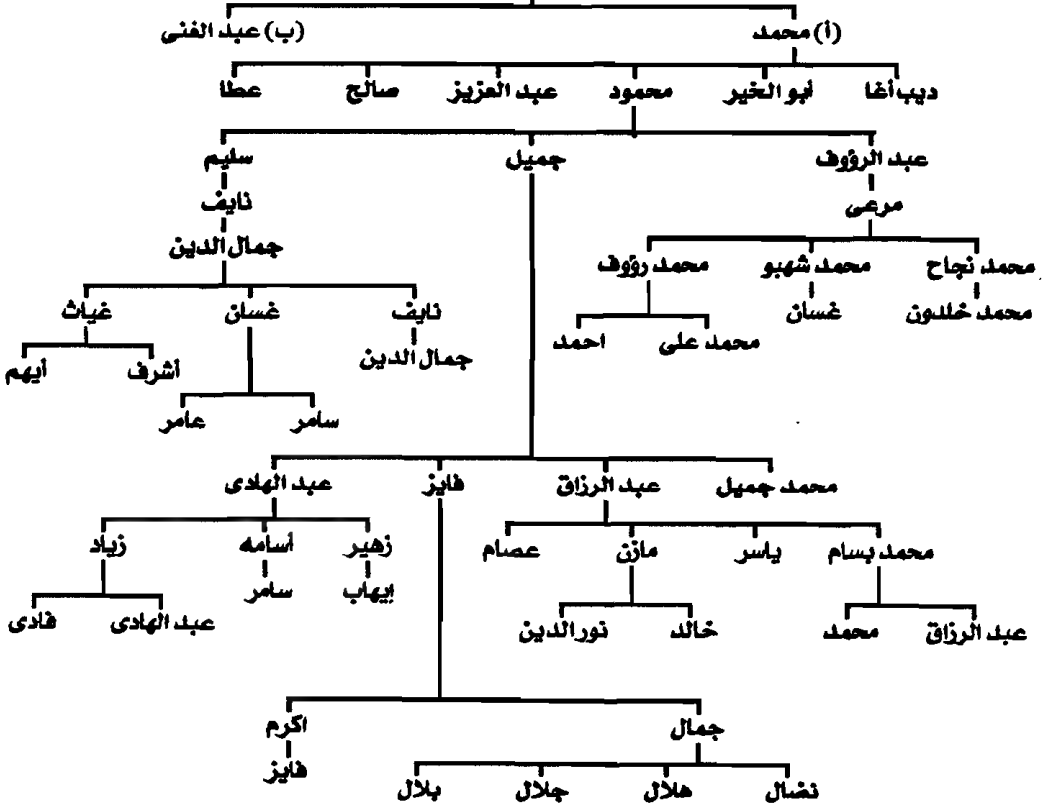 (أ) محمد (ب) عبد الغنى
ديب أغا أبو الخير محمود عبد العزيز صالح عطا
عبد الرؤوف جميل سليم
مرعى نايف
جمال الدين
محمد نجاح محمد شهبو محمد رؤوف
نايف غسان غياث
محمد خلدون غسان
محمد على احمد
جمال الدين أشرف أيهم
سامر عامر
محمد جميل عبد الرزاق فايز عبد الهادى
محمد بسام ياسر مازن عصام زهير أسامه زياد
إيهاب سامر
عبد الرزاق محمد خالد نور الدين عبد الهادى فادى
جمال اكرم
فايز
نضال هلال جلال بلال